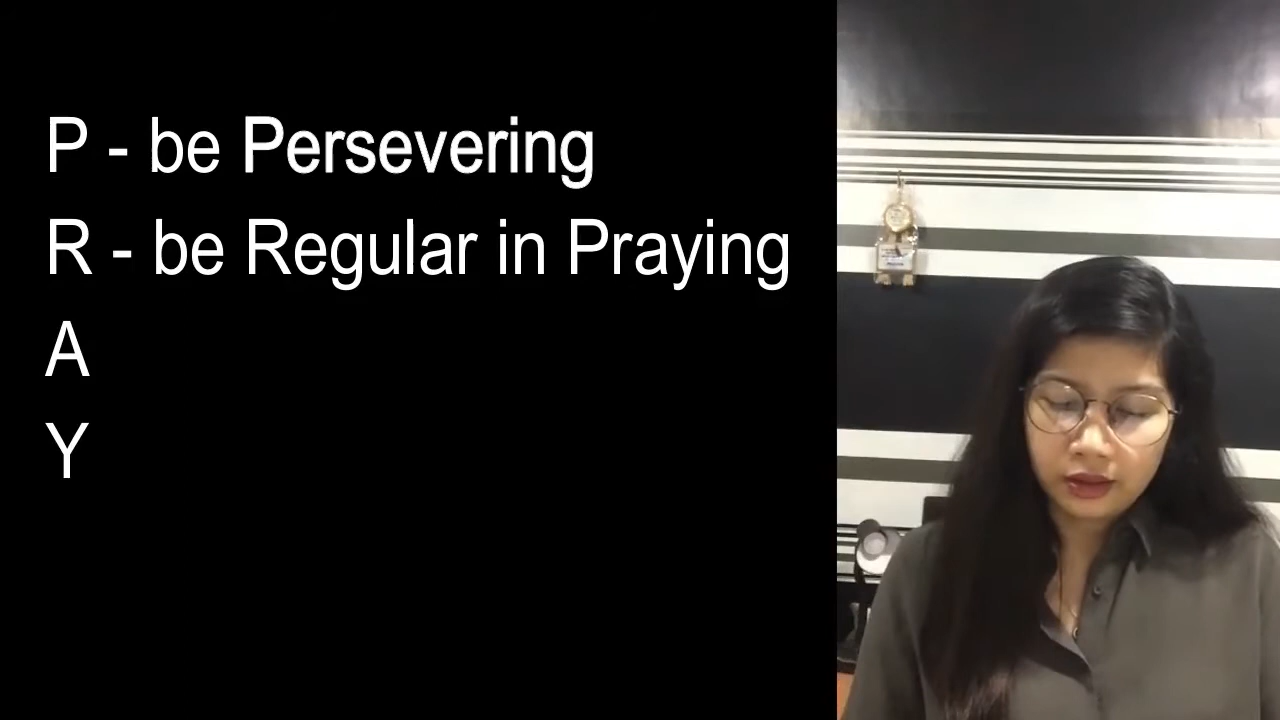 P - be Persevering
R - be Regular in Praying
A
Y